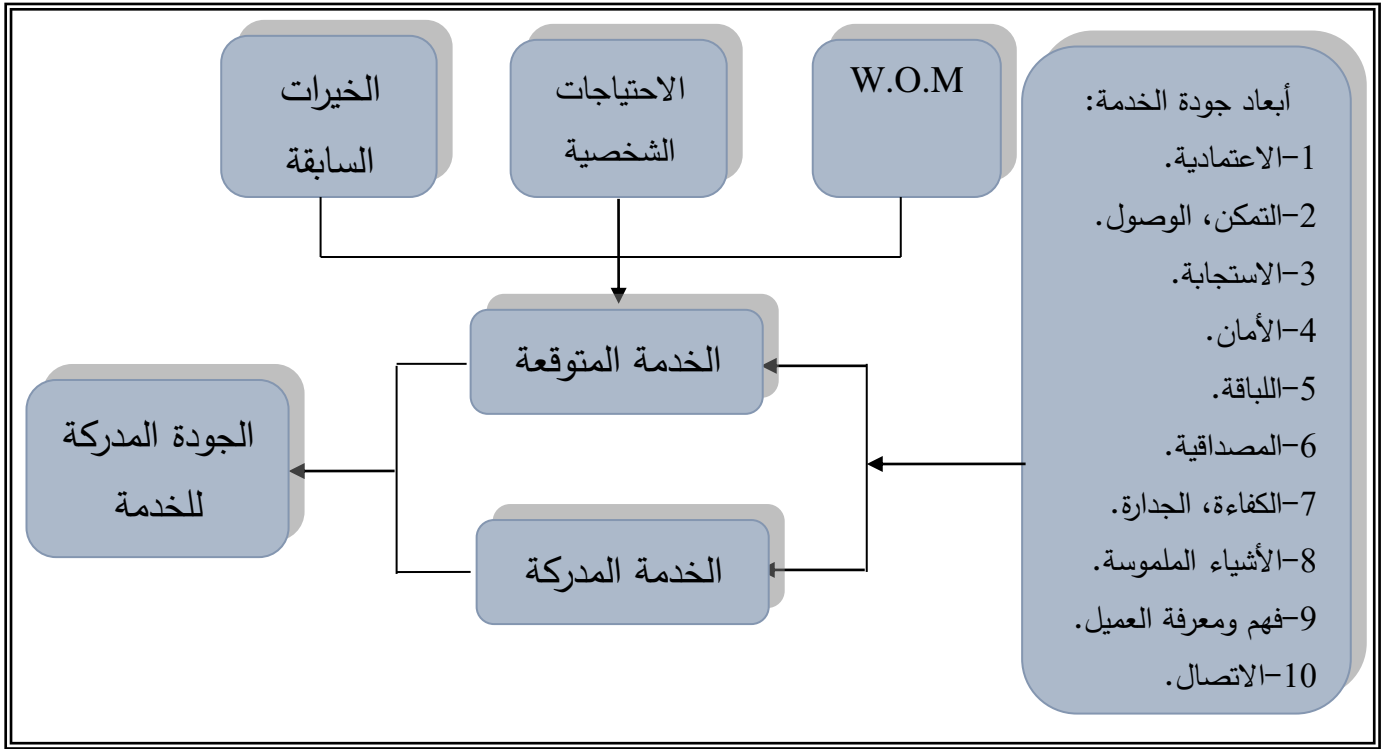 أبعاد جودة الخدمة:
1-الاعتمادية.
2-التمكن، الوصول.
3-الاستجابة.
4-الأمان.
5-اللباقة.
6-المصداقية.
7-الكفاءة، الجدارة.
8-الأشياء الملموسة.
9-فهم ومعرفة العميل.
10-الاتصال.
W.O.M
الاحتياجات
الشخصية
الخيرات
السابقة
الخدمة المتوقعة
الخدمة المدركة
الجودة المدركة
للخدمة